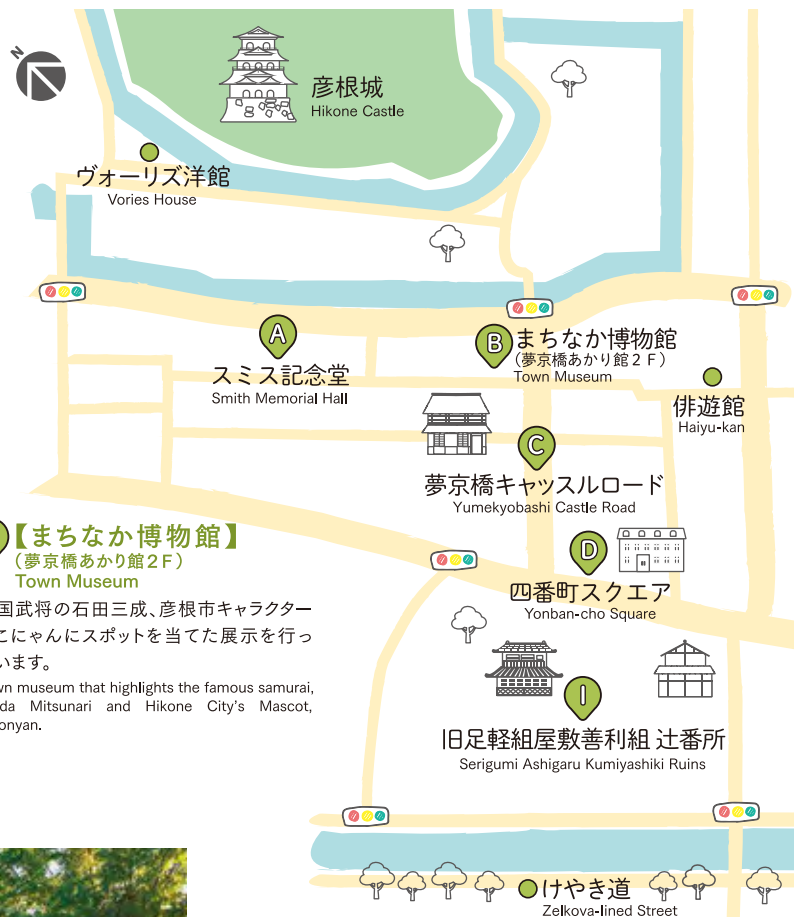 N
彦根城
Hikone Castle
ヴォーリズ洋館
Vories House
A
スミス記念堂
Smith Memorial Hall
B
まちなか博物館
(夢京橋あかり館2F)
Town Museum
俳遊館
Haiyu-kan
C
夢京橋キャッスルロード
Yumekyobashi Castle Road
D
四番町スクエア
Yonban-cho Square
I
旧足軽組屋敷善利組 辻番所
Serigumi Ashigaru Kumiyashiki Ruins
けやき道
Zelkova-lined Street
【まちなか博物館】
(夢京橋あかり館2F)
Town Museum
国武将の石田三成、彦根市キャラクター
こにゃんにスポットを当てた展示を行っ
います。
wn museum that highlights the famous samurai,
da Mitsunari and Hikone City's Mascot,
onyan.